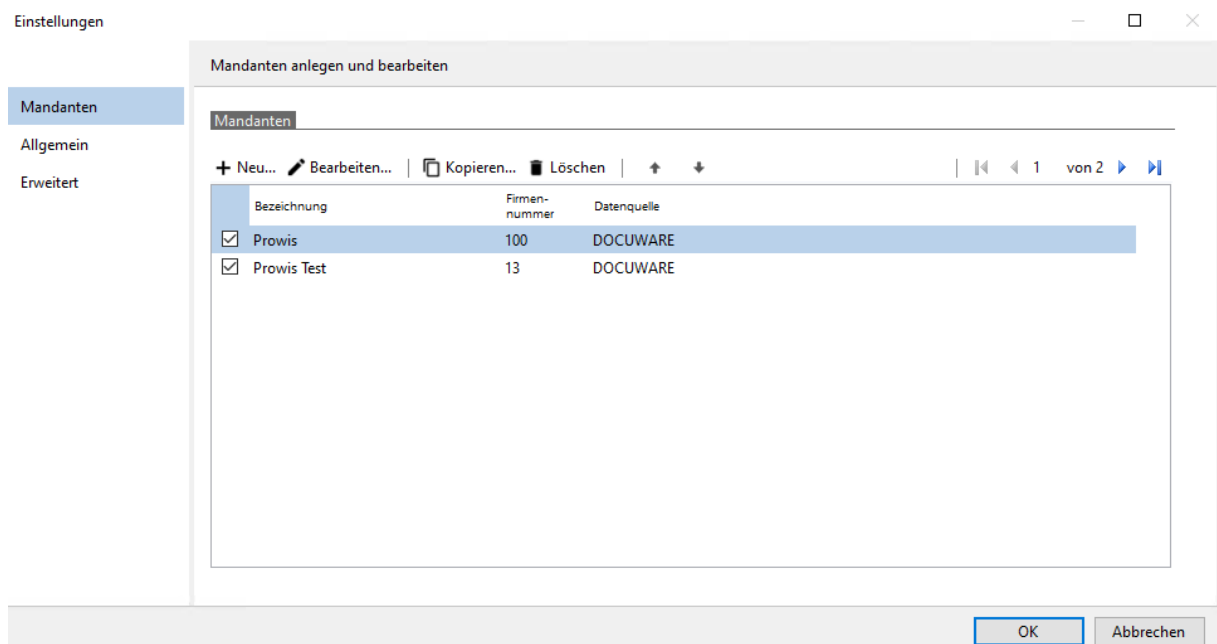 Einstellungen
Mandanten anlegen und bearbeiten
Mandanten
Allgemein
Erweitert
Mandanten
Neu... Bearbeiten... Kopieren... Löschen 1 von 2
Bezeichnung Firmen-
nummer Datenquelle
Prowis 100 DOCUWARE
Prowis Test 13 DOCUWARE
OK Abbrechen